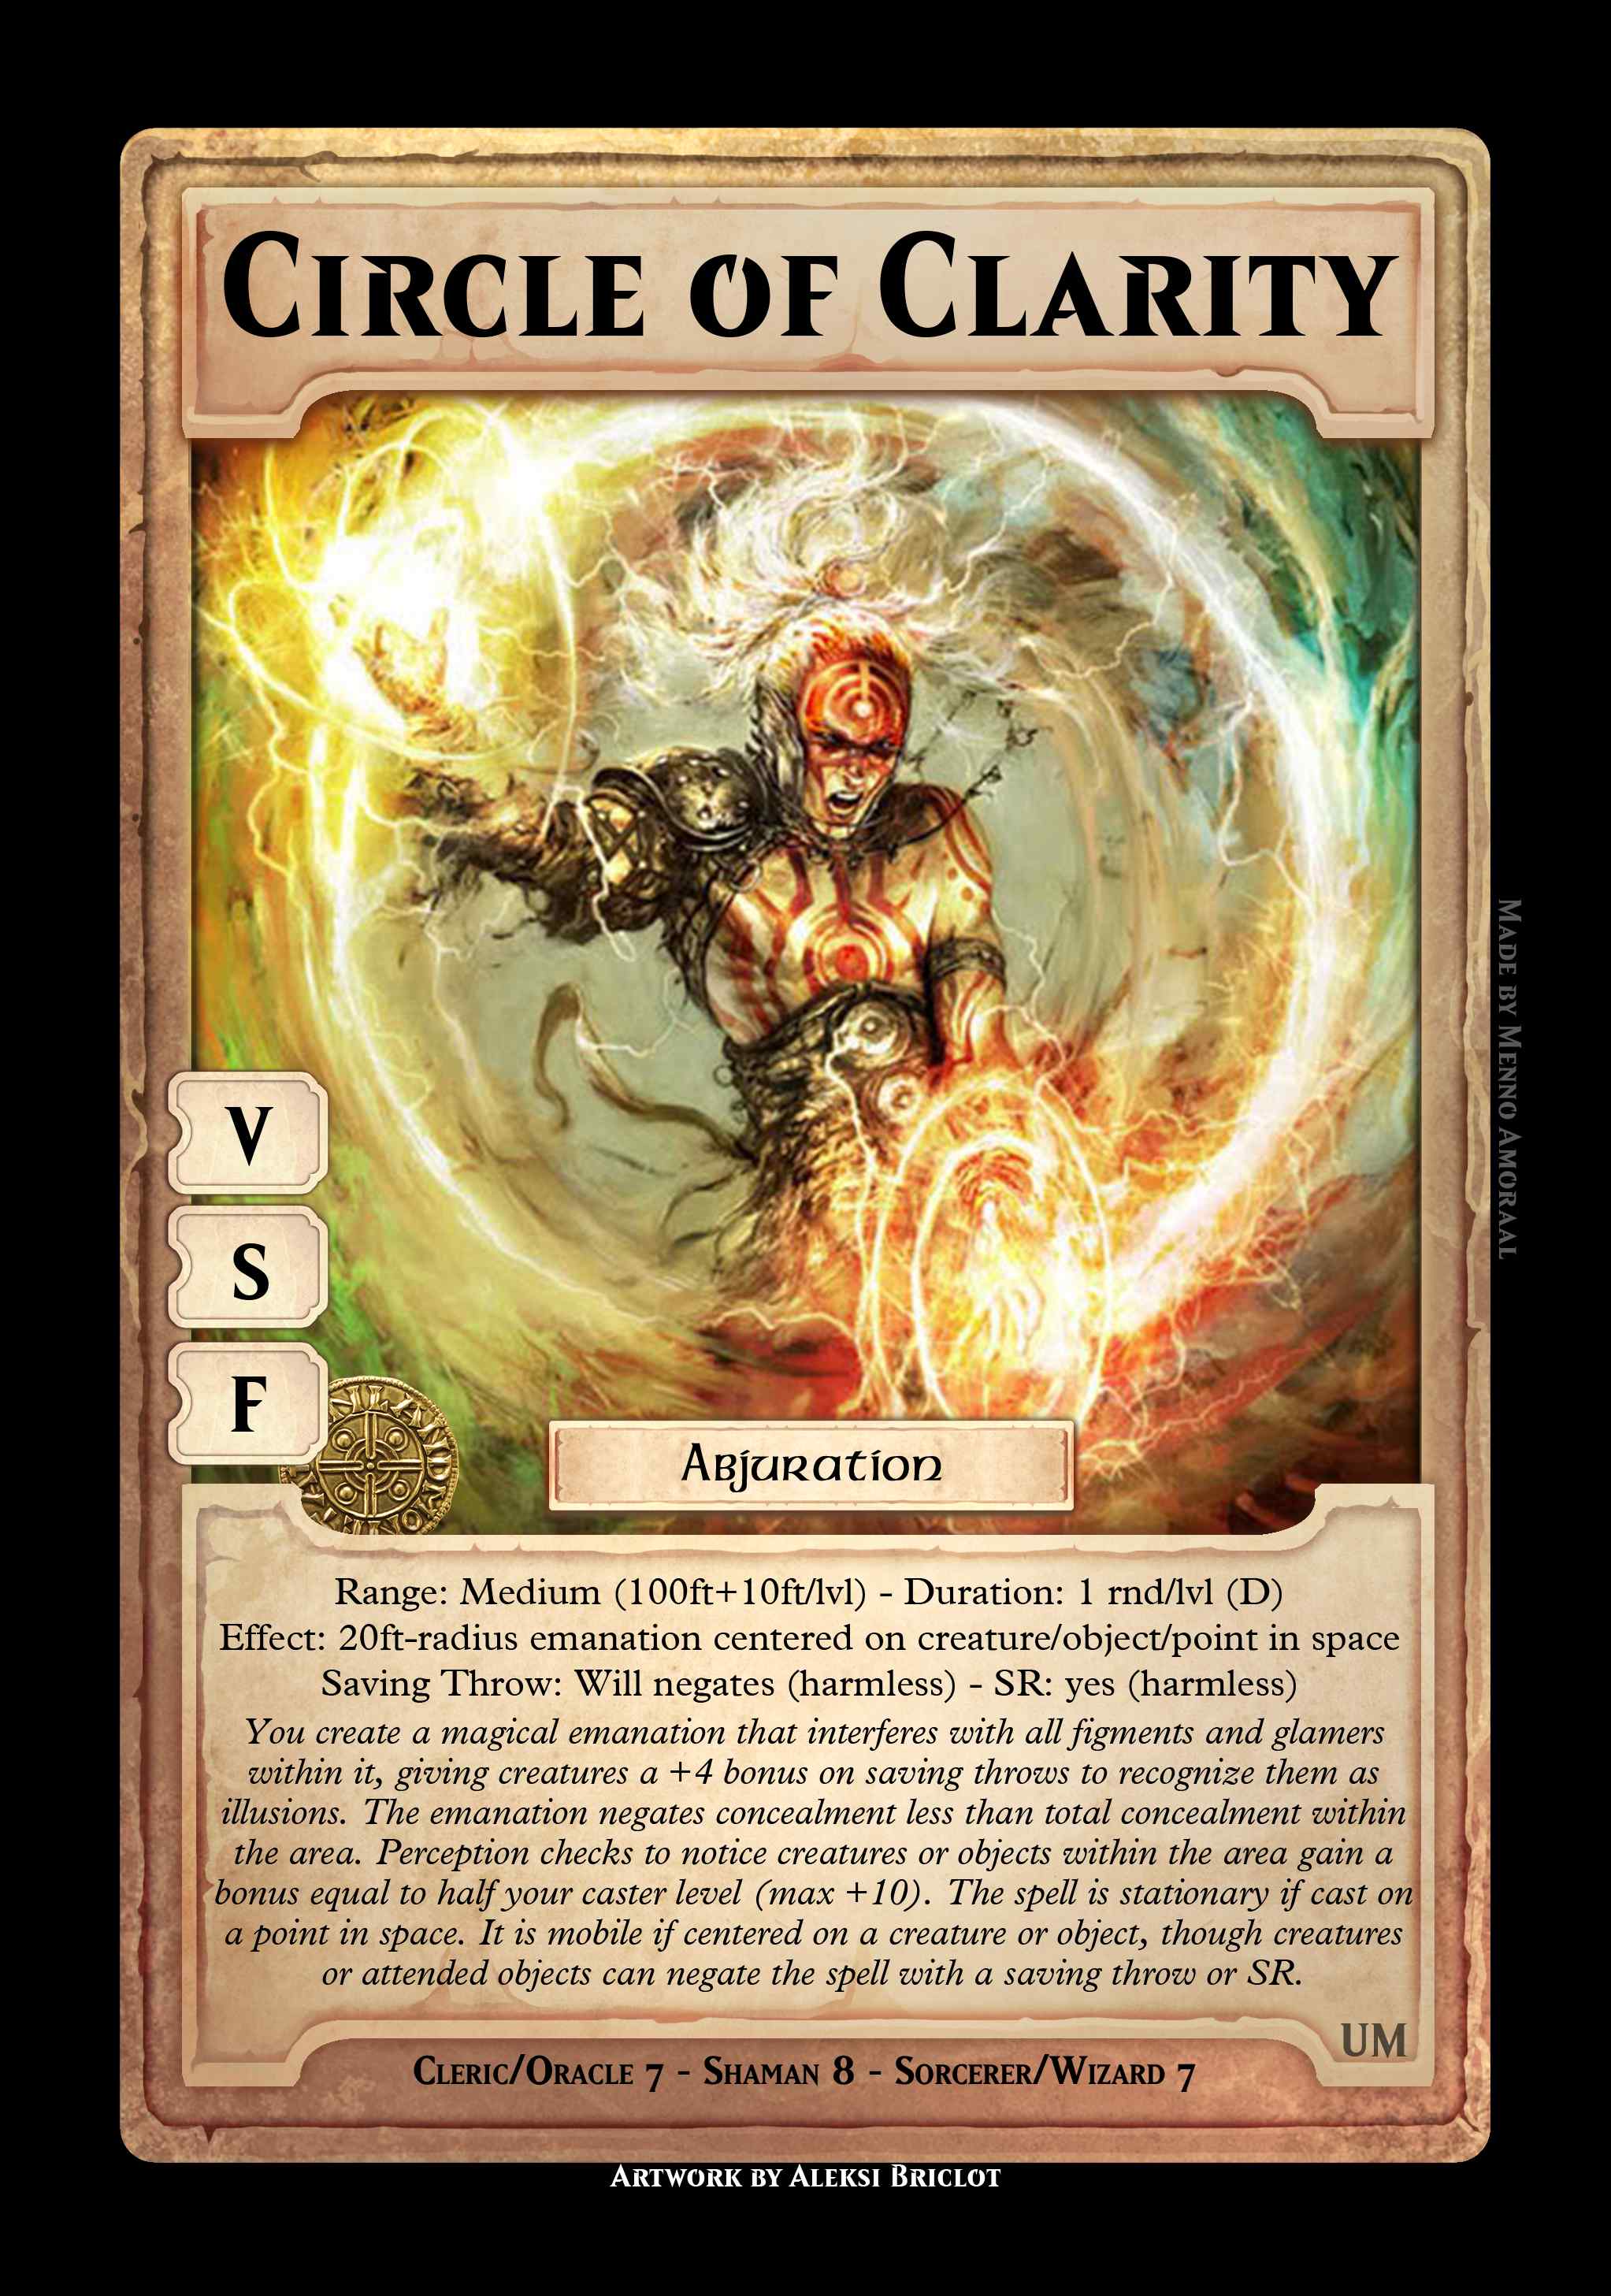 Circle of Clarity
V
S
F
Abjuration
Range: Medium (100ft+10ft/lvl) - Duration: 1 rnd/lvl (D)
Effect: 20ft-radius emanation centered on creature/object/point in space
Saving Throw: Will negates (harmless) - SR: yes (harmless)
You create a magical emanation that interferes with all figments and glamers
within it, giving creatures a +4 bonus on saving throws to recognize them as
illusions. The emanation negates concealment less than total concealment within
the area. Perception checks to notice creatures or objects within the area gain a
bonus equal to half your caster level (max +10). The spell is stationary if cast on
a point in space. It is mobile if centered on a creature or object, though creatures
or attended objects can negate the spell with a saving throw or SR.
UM
Cleric/Oracle 7 - Shaman 8 - Sorcerer/Wizard 7
Artwork by Aleksi Briclot
Made by Menno Amoraal